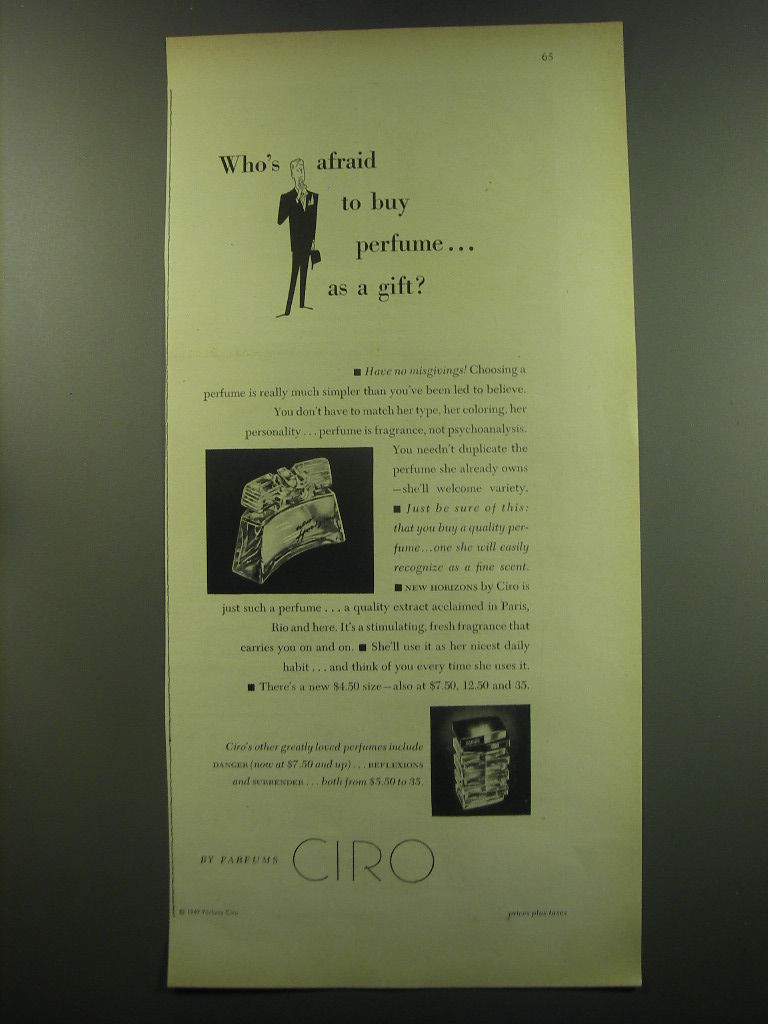 65
Who's afraid
to buy
perfume...
as a gift?
■ Have no misgivings! Choosing a
perfume is really much simpler than you've been led to believe.
You don't have to match her type, her coloring, her
personality . . . perfume is fragrance, not psychoanalysis.
You needn't duplicate the
perfume she already owns
—she'll welcome variety.
■ Just be sure of this:
that you buy a quality per-
fume...one she will easily
recognize as a fine scent.
■ NEW HORIZONS by Ciro is
just such a perfume . . . a quality extract acclaimed in Paris,
Rio and here. It's a stimulating, fresh fragrance that
carries you on and on. ■ She'll use it as her nicest daily
habit . . . and think of you every time she uses it.
■ There's a new $4.50 size—also at $7.50, 12.50 and 35.
Ciro's other greatly loved perfumes include
DANGER (now at $7.50 and up) . . . REFLEXIONS
and SURRENDER . . . both from $5.50 to 35.
BY PARFUMS CIRO
© 1949 Parfums Ciro
prices plus taxes